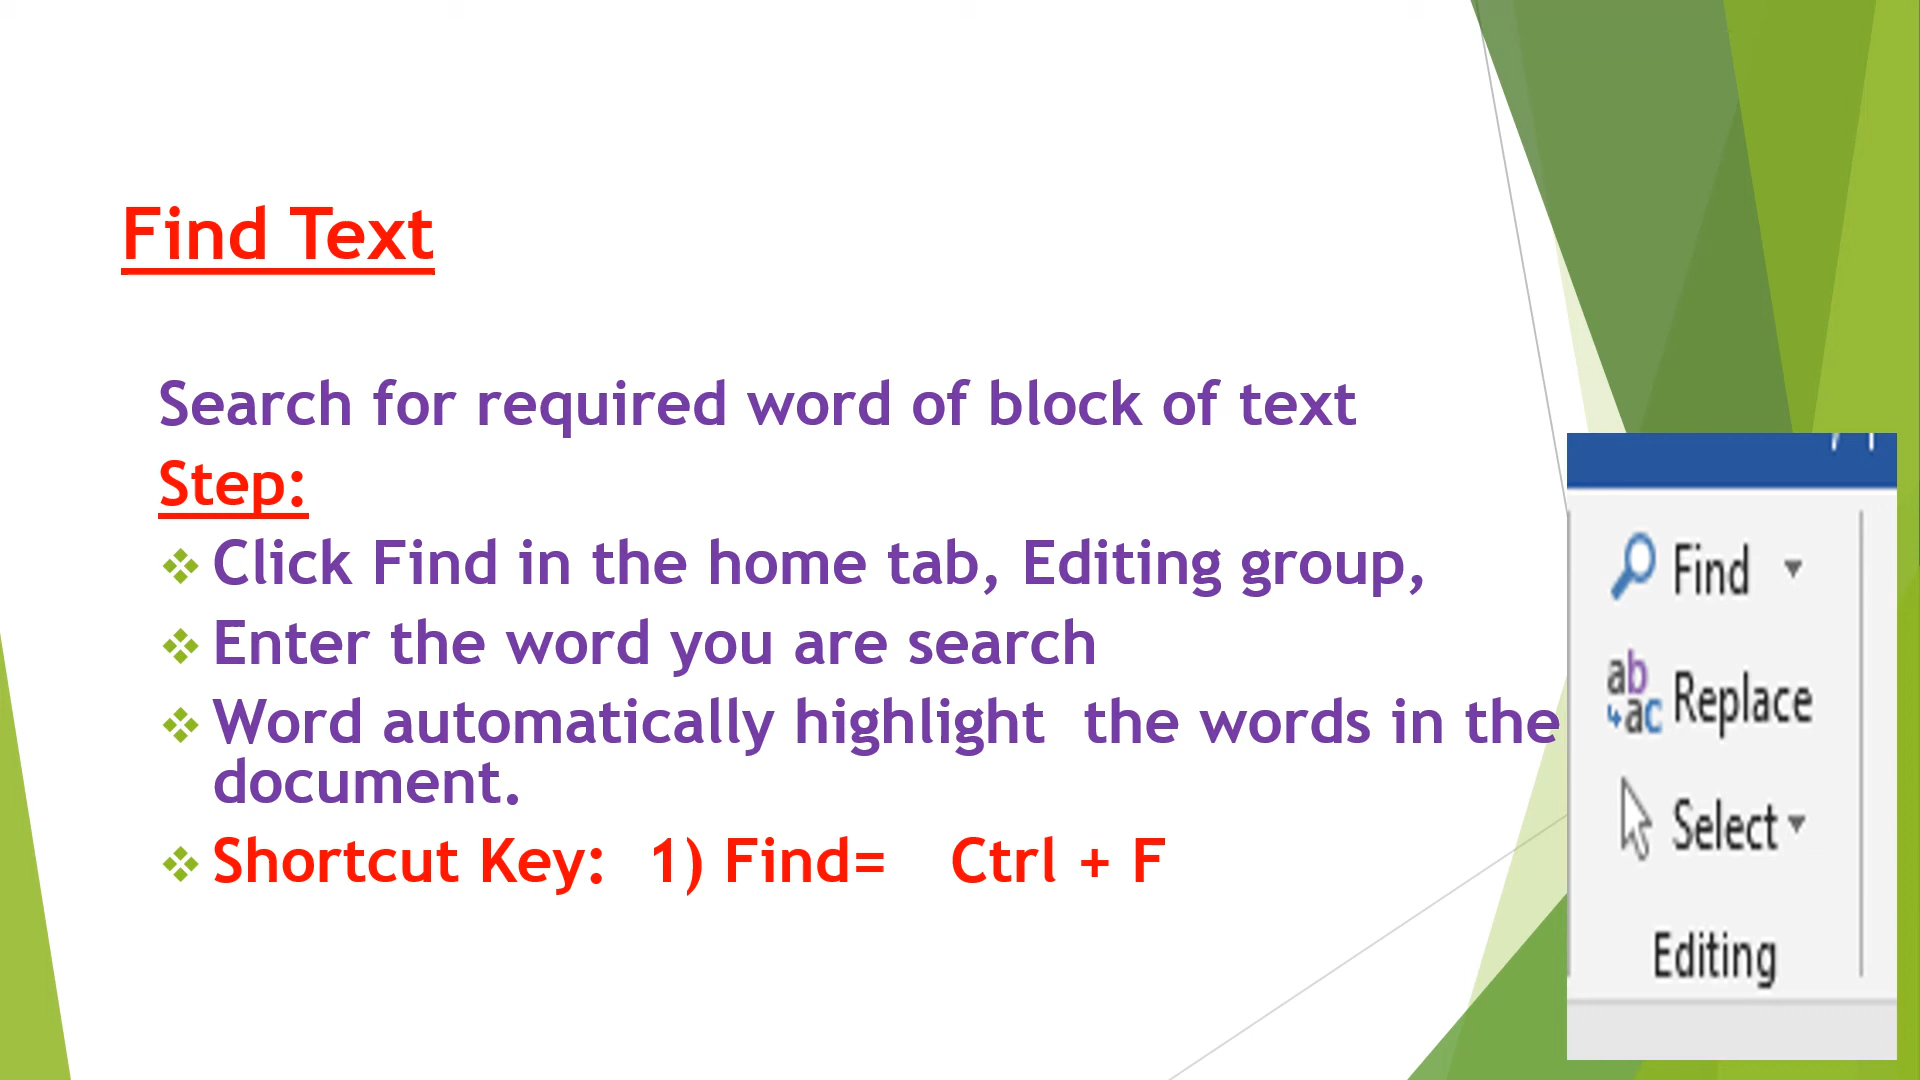 Find Text
Search for required word of block of text
Step:
Click Find in the home tab, Editing group,
Enter the word you are search
Word automatically highlight  the words in the
document.
Shortcut Key:  1) Find=   Ctrl + F
Find
ab
ac
Replace
Select
Editing